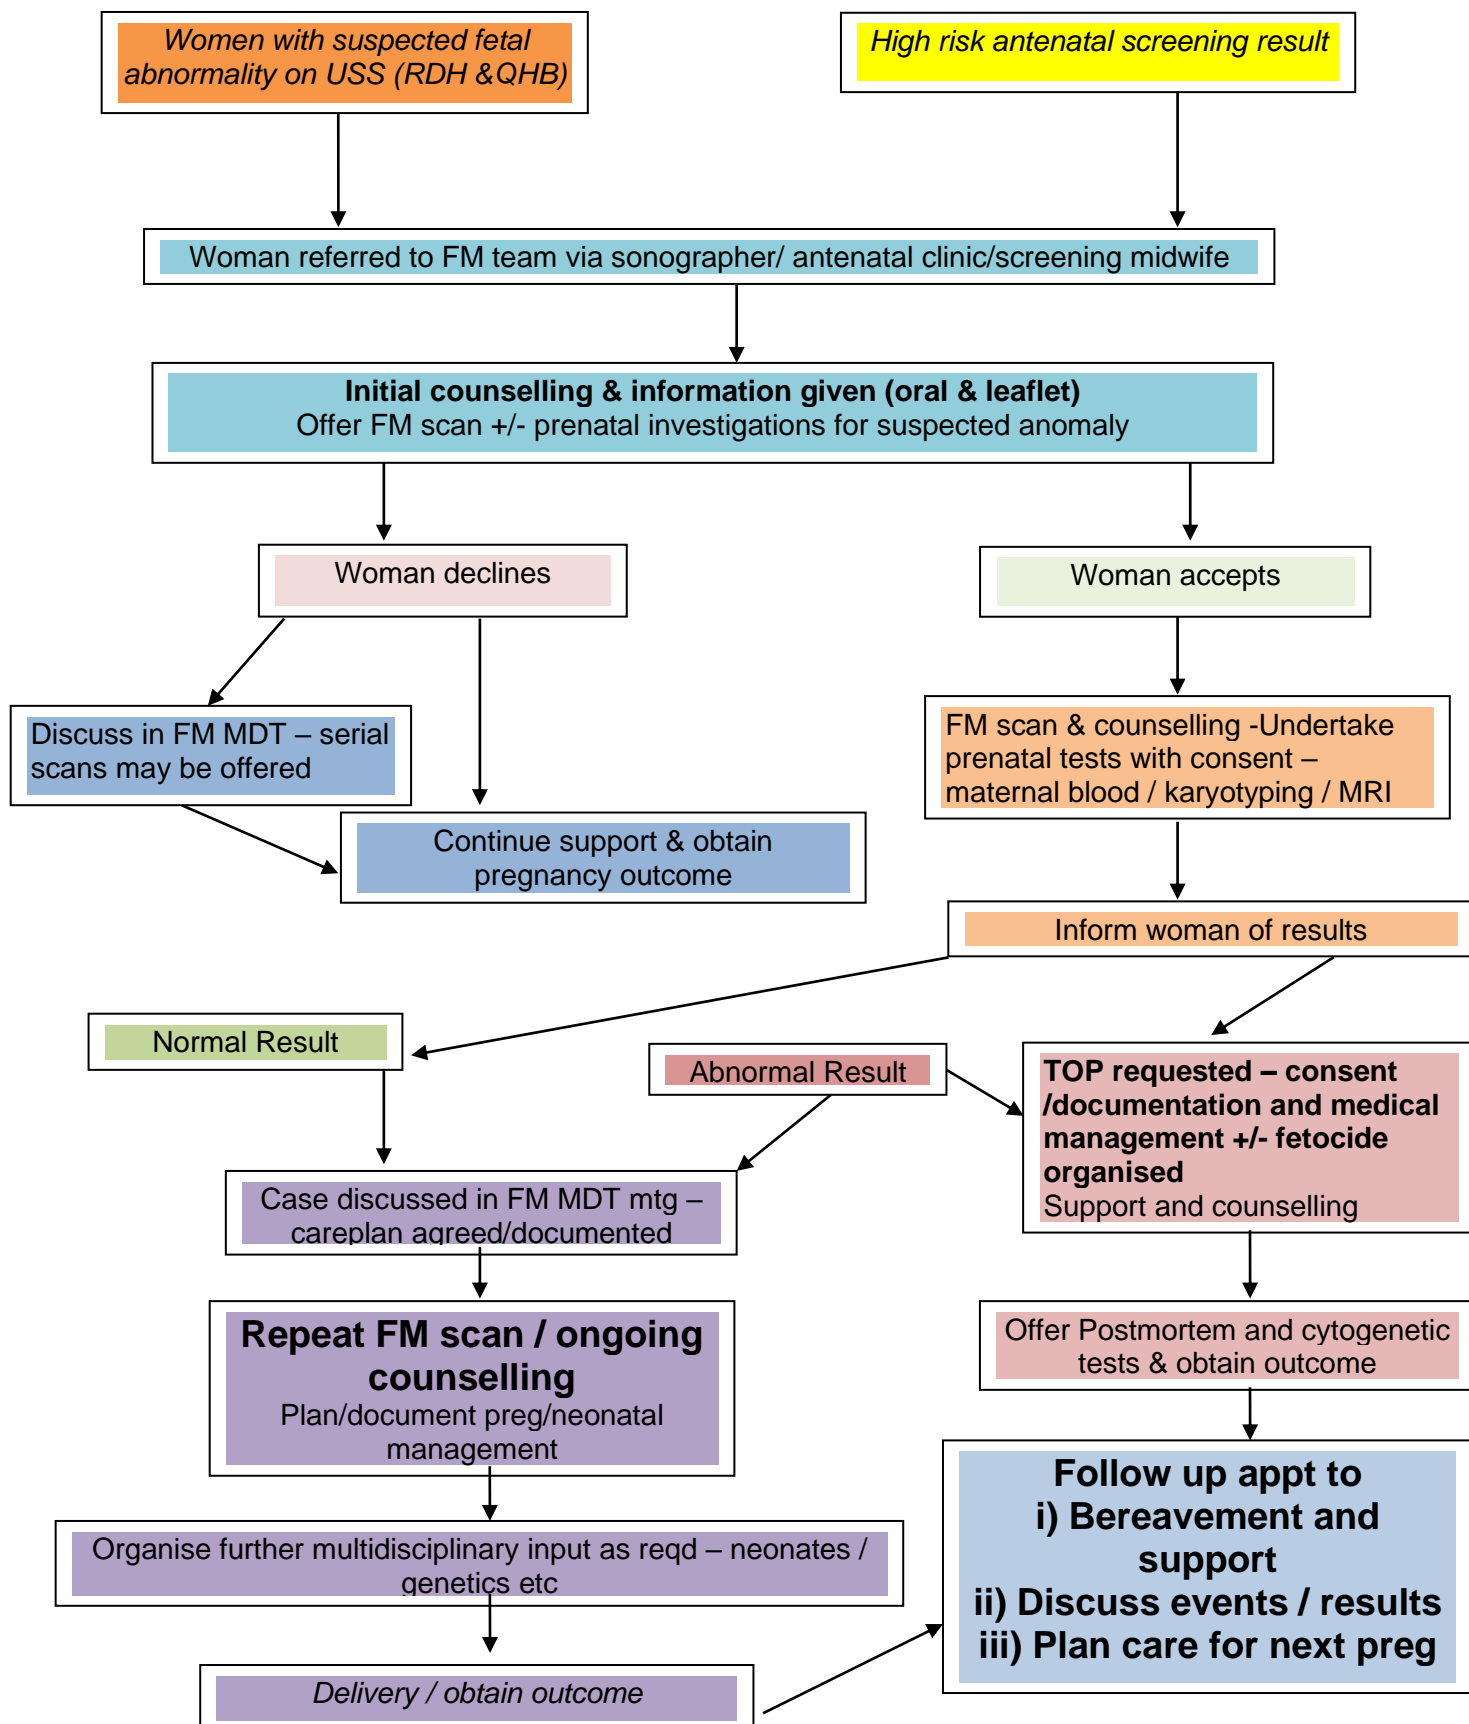 Women with suspected fetal
abnormality on USS (RDH &QHB)
High risk antenatal screening result
Woman referred to FM team via sonographer/ antenatal clinic/screening midwife
Initial counselling & information given (oral & leaflet)
Offer FM scan +/- prenatal investigations for suspected anomaly
Woman declines
Woman accepts
Discuss in FM MDT – serial
scans may be offered
FM scan & counselling -Undertake
prenatal tests with consent –
maternal blood / karyotyping / MRI
Continue support & obtain
pregnancy outcome
Inform woman of results
Normal Result
Abnormal Result
TOP requested – consent
/documentation and medical
management +/- fetocide
organised
Support and counselling
Case discussed in FM MDT mtg –
careplan agreed/documented
Repeat FM scan / ongoing
counselling
Plan/document preg/neonatal
management
Offer Postmortem and cytogenetic
tests & obtain outcome
Follow up appt to
i) Bereavement and
support
ii) Discuss events / results
iii) Plan care for next preg
Organise further multidisciplinary input as reqd – neonates /
genetics etc
Delivery / obtain outcome